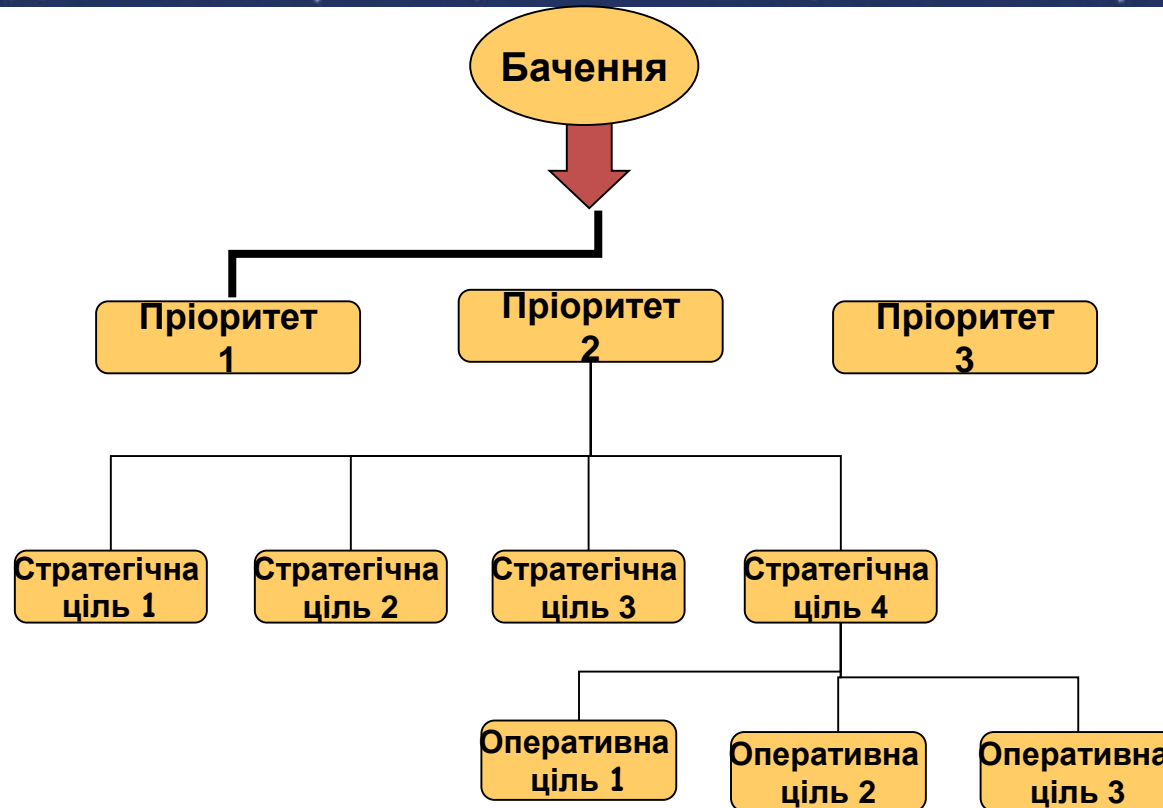 Бачення
Пріоритет
1
Пріоритет
2
Пріоритет
3
Стратегічна
ціль 1
Стратегічна
ціль 2
Стратегічна
ціль 3
Стратегічна
ціль 4
Оперативна
ціль 1
Оперативна
ціль 2
Оперативна
ціль 3